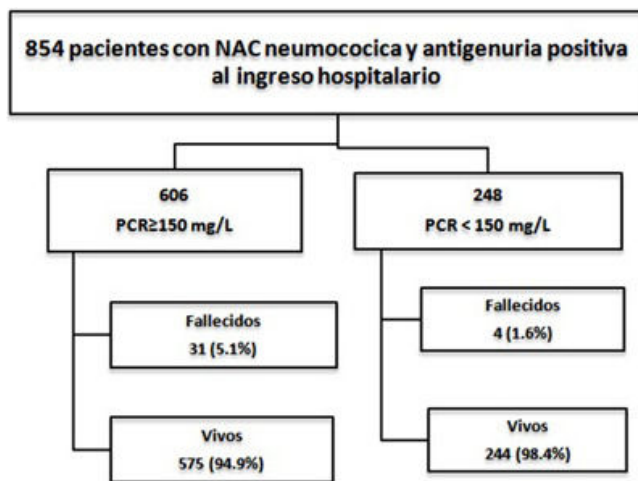 854 pacientes con NAC neumococica y antigenuria positiva
al ingreso hospitalario
606
PCR≥150 mg/L
248
PCR < 150 mg/L
Fallecidos
31 (5.1%)
Fallecidos
4 (1.6%)
Vivos
575 (94.9%)
Vivos
244 (98.4%)